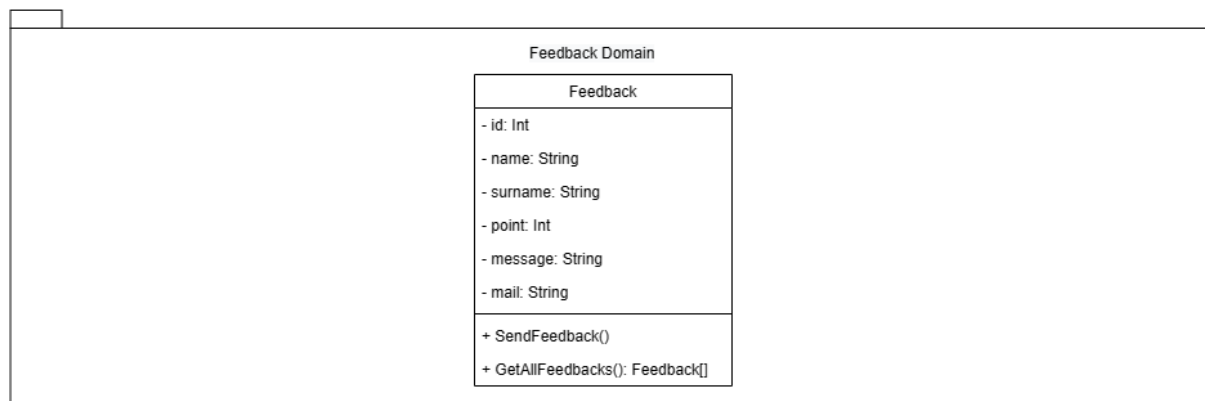 Feedback Domain
Feedback
- id: Int
- name: String
- surname: String
- point: Int
- message: String
- mail: String
+ SendFeedback()
+ GetAllFeedbacks(): Feedback[]